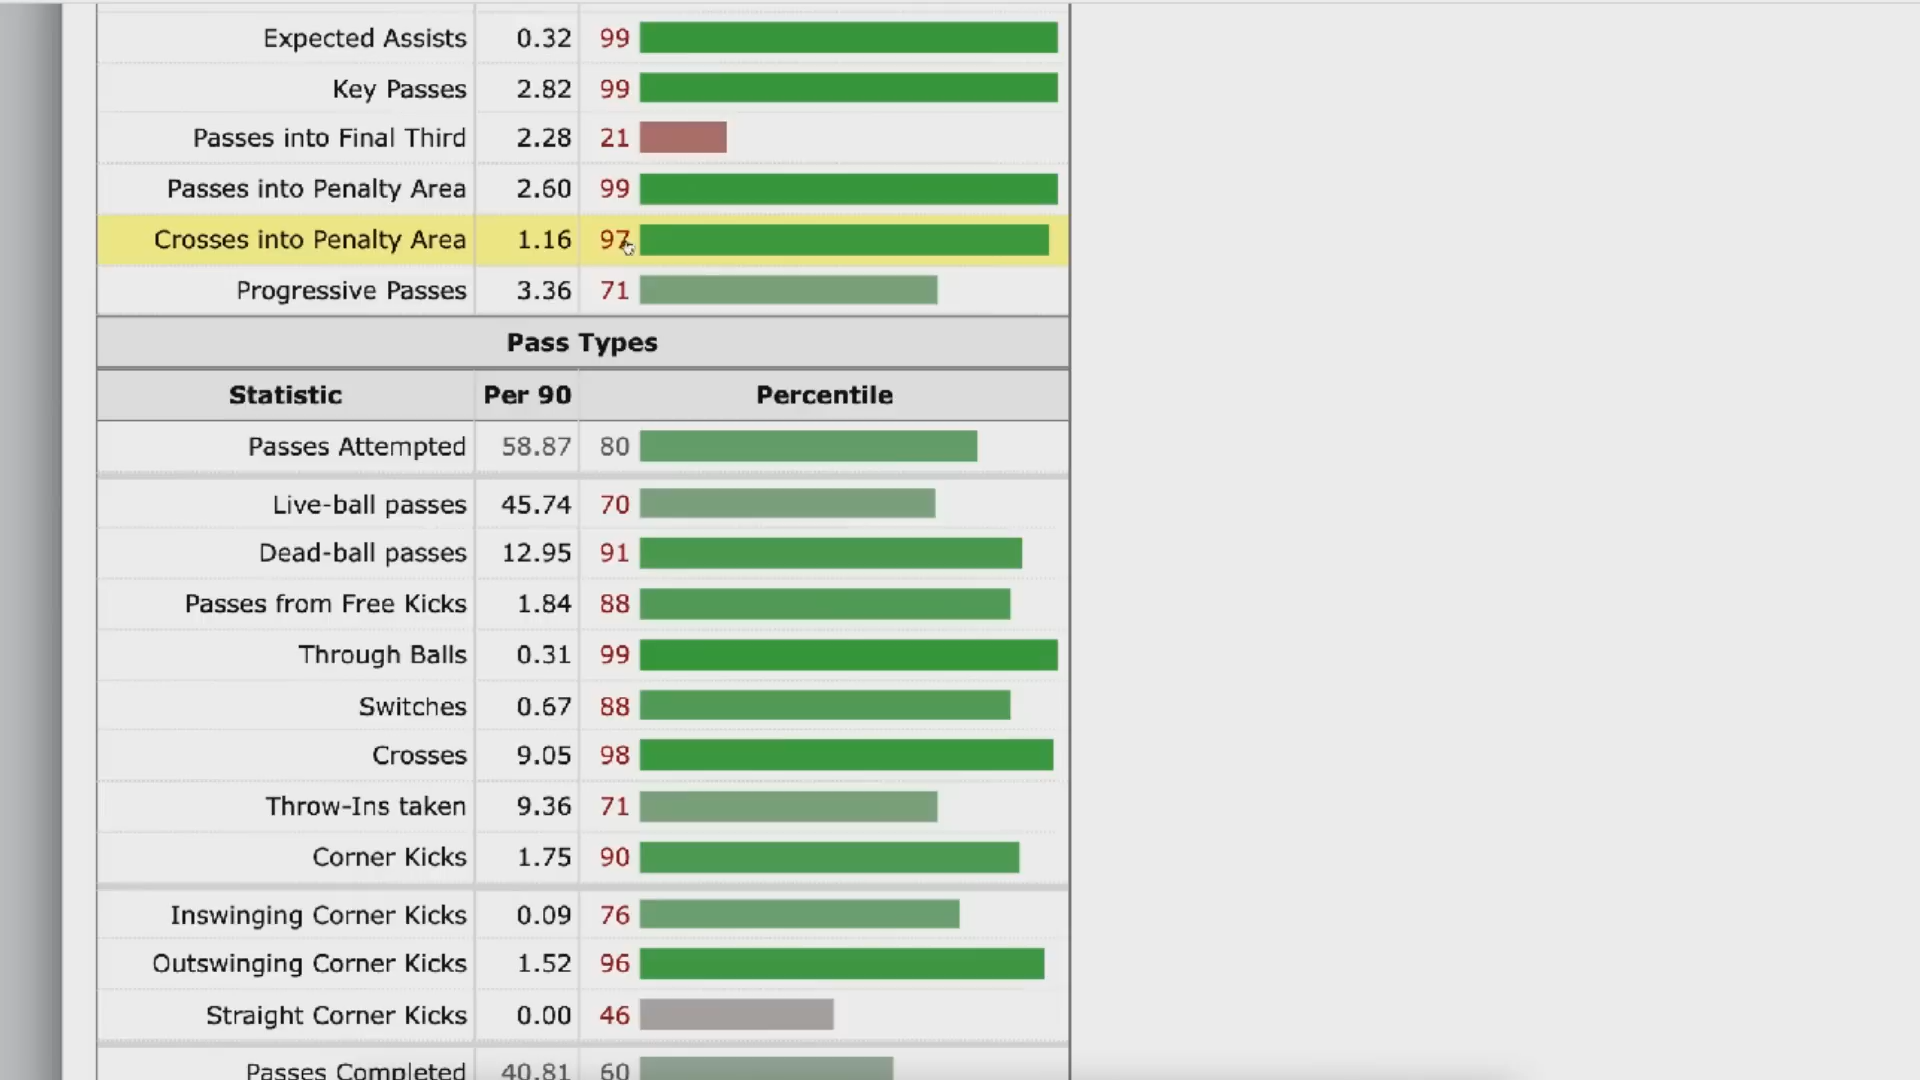 Expected Assists 0.32 99
Key Passes 2.82 99
Passes into Final Third 2.28 21
Passes into Penalty Area 2.60 99
Crosses into Penalty Area 1.16 97
Progressive Passes 3.36 71
Pass Types
Statistic Per 90 Percentile
Passes Attempted 58.87 80
Live-ball passes 45.74 70
Dead-ball passes 12.95 91
Passes from Free Kicks 1.84 88
Through Balls 0.31 99
Switches 0.67 88
Crosses 9.05 98
Throw-Ins taken 9.36 71
Corner Kicks 1.75 90
Inswinging Corner Kicks 0.09 76
Outswinging Corner Kicks 1.52 96
Straight Corner Kicks 0.00 46
Passes Completed 40.81 60